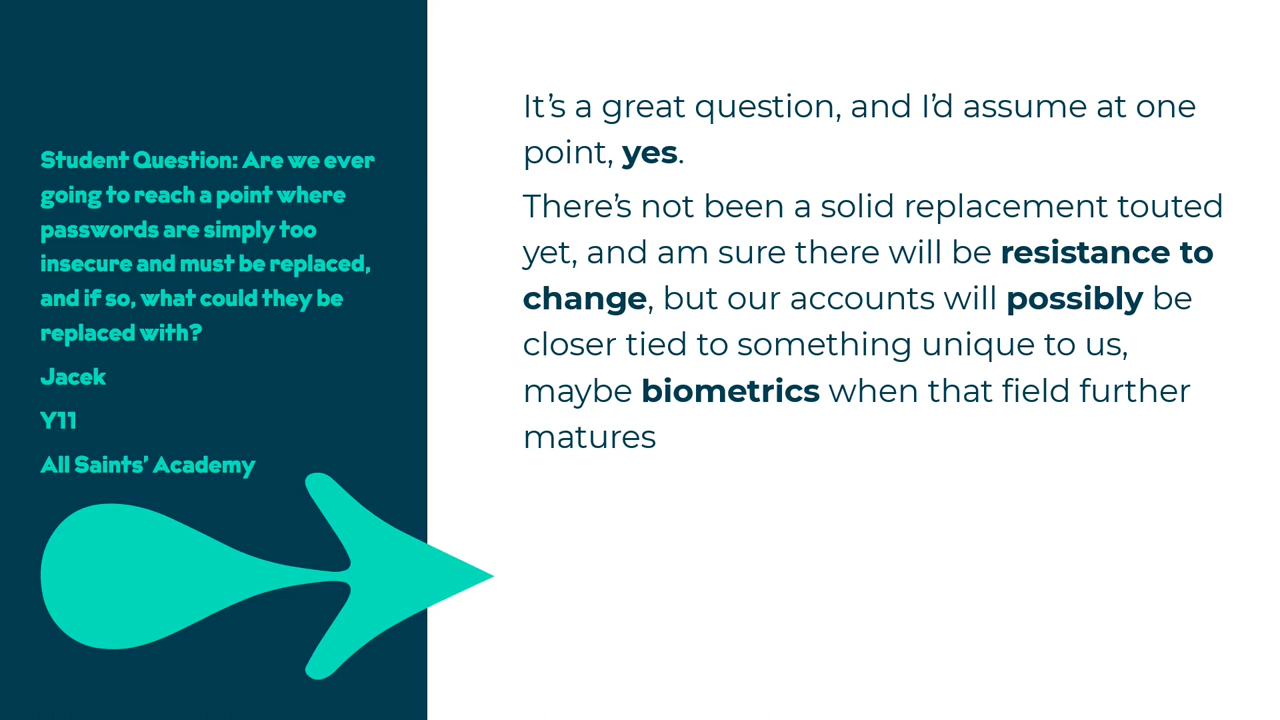 Student Question: Are we ever
going to reach a point where
passwords are simply too
insecure and must be replaced,
and if so, what could they be
replaced with?
Jacek
Y11
All Saints’ Academy
It’s a great question, and I’d assume at one
point, yes.
There’s not been a solid replacement touted
yet, and am sure there will be resistance to
change, but our accounts will possibly be
closer tied to something unique to us,
maybe biometrics when that field further
matures